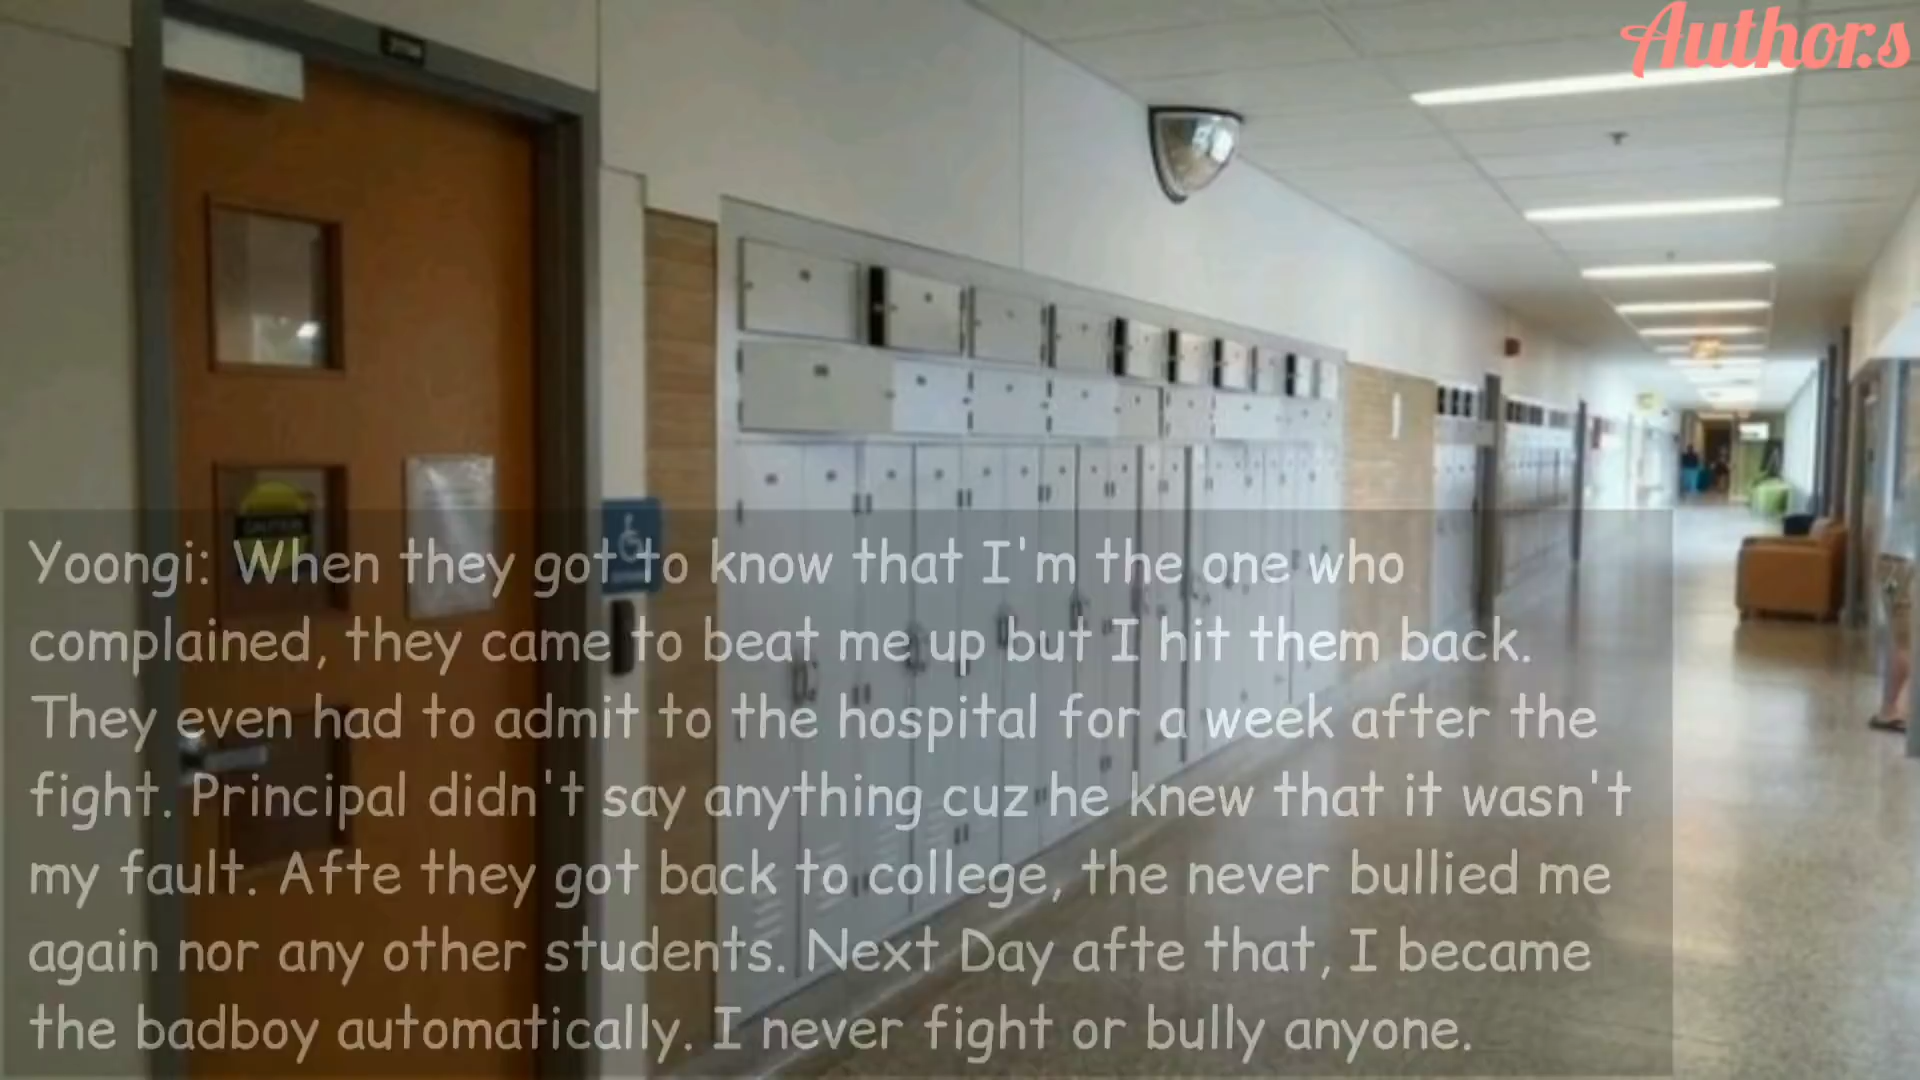 Author.s
Yoongi: When they got to know that I'm the one who
complained, they came to beat me up but I hit them back.
They even had to admit to the hospital for a week after the
fight. Principal didn't say anything cuz he knew that it wasn't
my fault. Afte they got back to college, the never bullied me
again nor any other students. Next Day afte that, I became
the badboy automatically. I never fight or bully anyone.